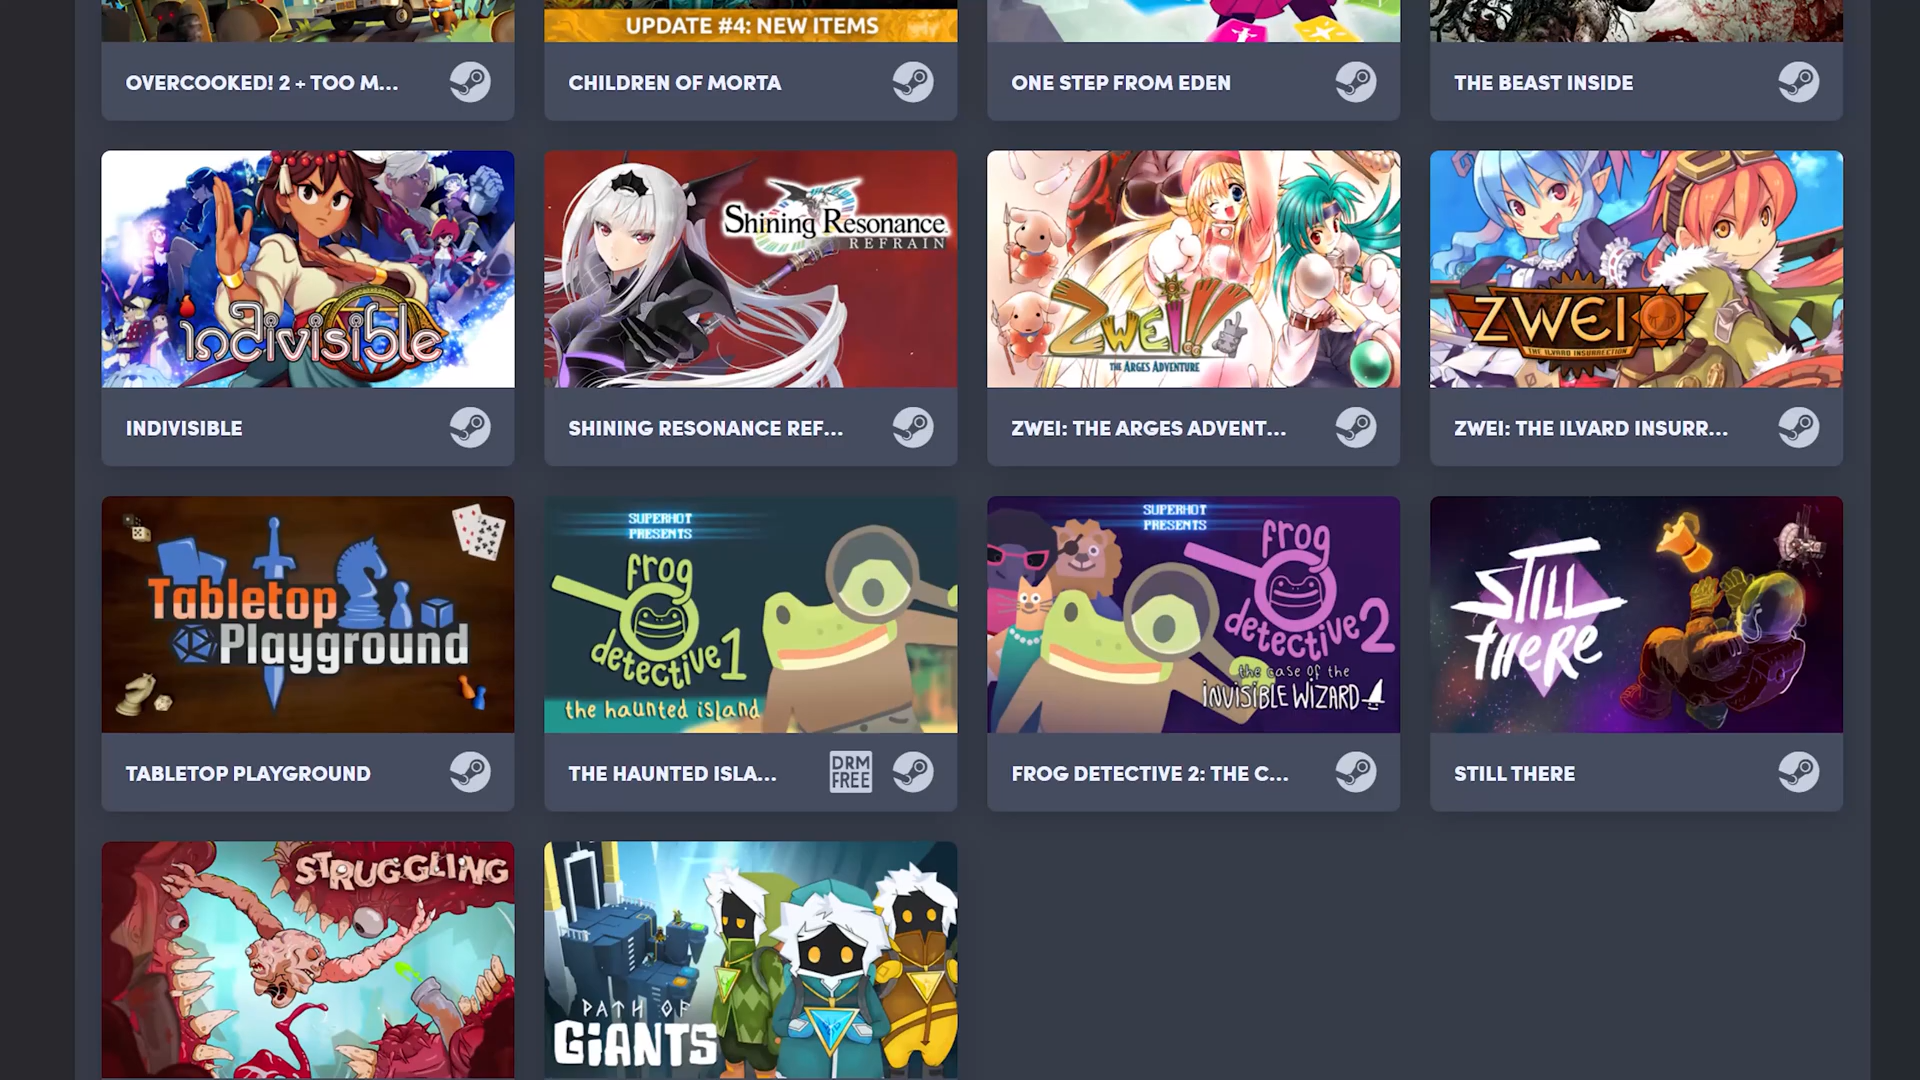 UPDATE #4: NEW ITEMS
OVERCOOKED! 2 + TOO M...
CHILDREN OF MORTA
ONE STEP FROM EDEN
THE BEAST INSIDE
indivisible
Shining Resonance
REFRAIN
Zwei!!
THE ARGES ADVENTURE
ZWEI
THE ILVARD INSURRECTION
INDIVISIBLE
SHINING RESONANCE REF...
ZWEI: THE ARGES ADVENT...
ZWEI: THE ILVARD INSURR...
Tabletop
Playground
SUPERHOT
PRESENTS
frog
detective 1
the haunted island
SUPERHOT
PRESENTS
frog
detective 2
the case of the
INVISIBLE WIZARD
STILL
THERE
TABLETOP PLAYGROUND
THE HAUNTED ISLA...
DRM
FREE
FROG DETECTIVE 2: THE C...
STILL THERE
STRUGGLING
PATH OF
GIANTS